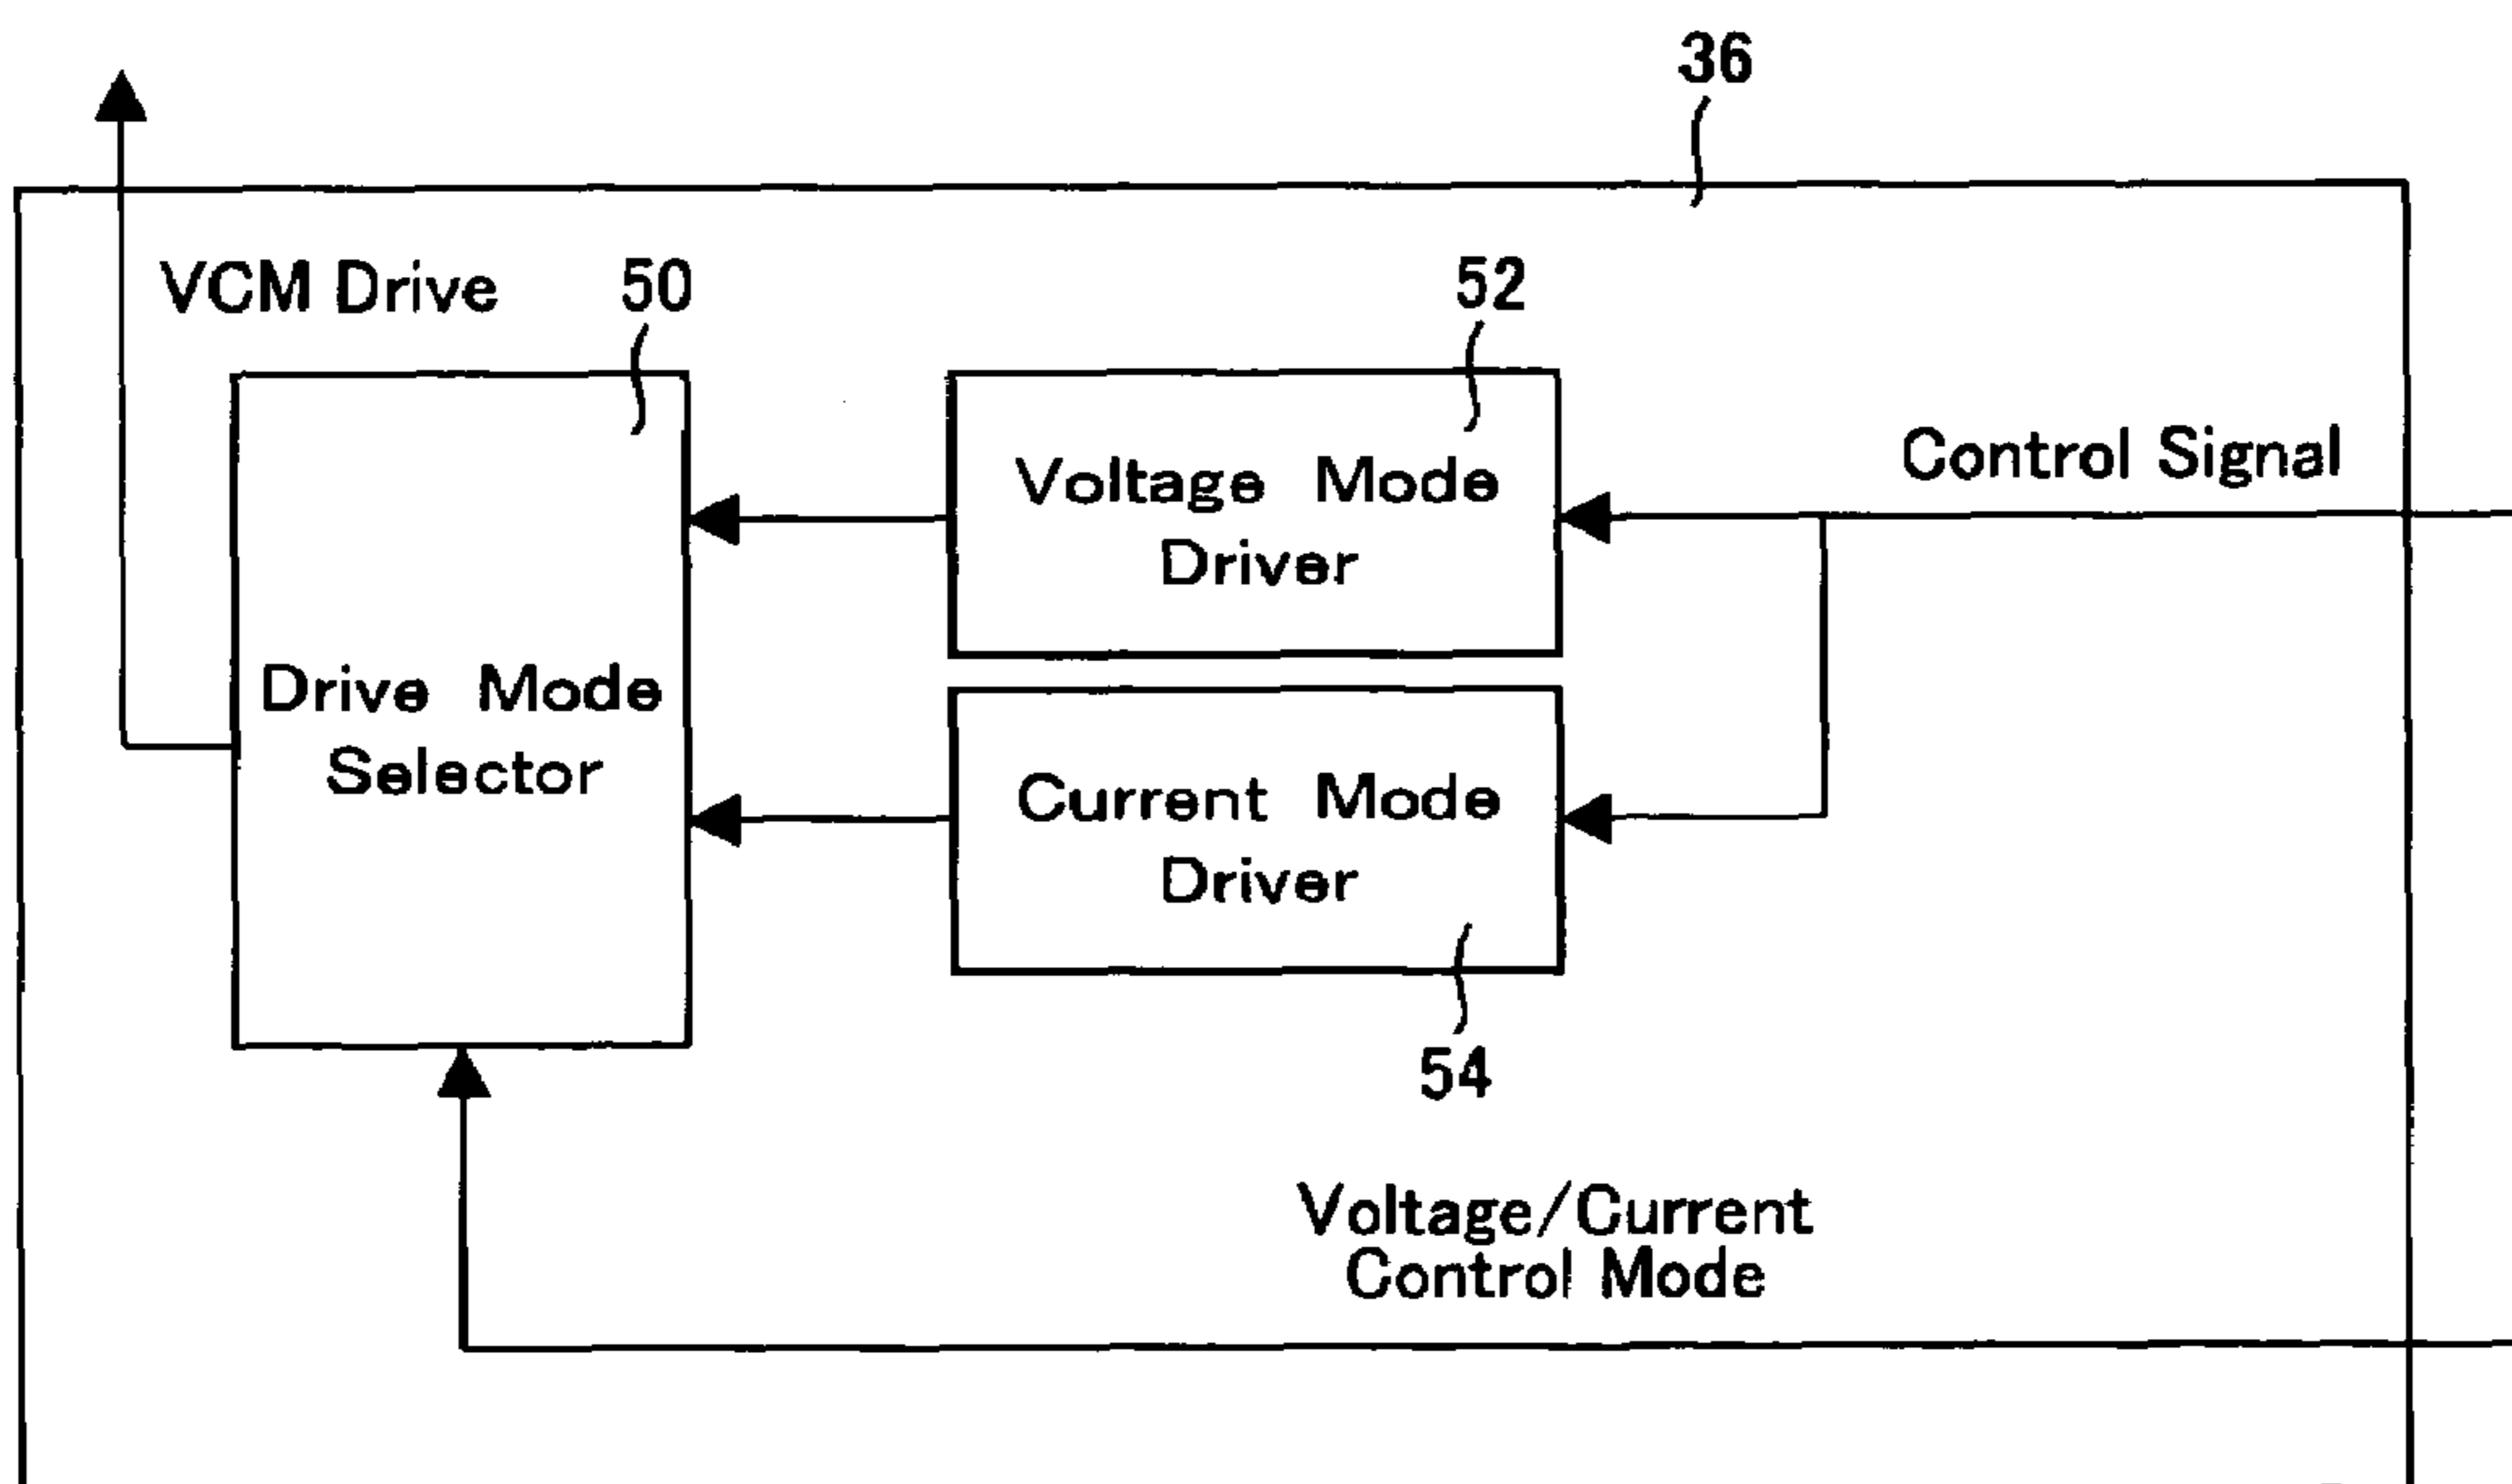 36
VCM Drive
50
52
Control Signal
Voltage Mode
Driver
Drive Mode
Selector
Current Mode
Driver
54
Voltage/Current
Control Mode